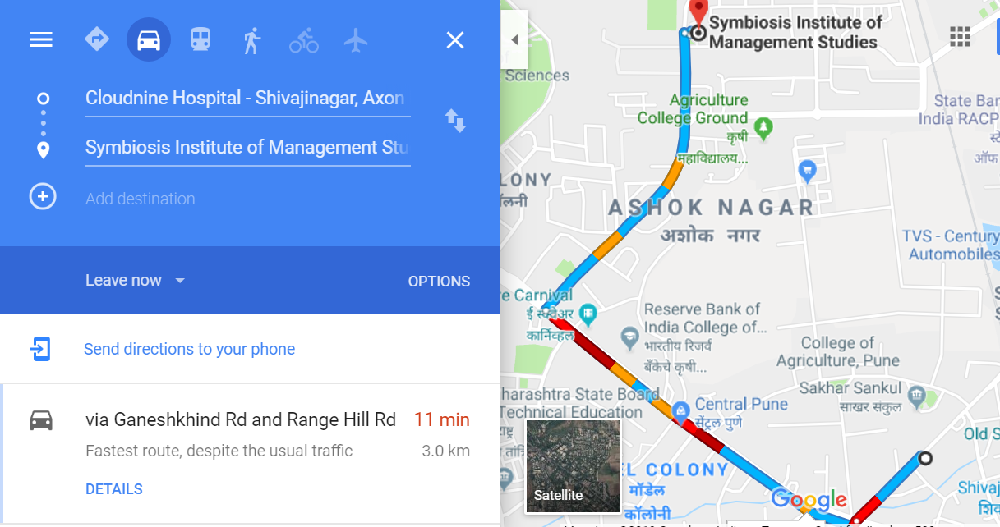 Cloudnine Hospital - Shivajinagar, Axon
Symbiosis Institute of Management Stu
Add destination
Leave now
OPTIONS
Send directions to your phone
via Ganeshkhind Rd and Range Hill Rd 11 min
Fastest route, despite the usual traffic 3.0 km
DETAILS
Symbiosis Institute of
Management Studies
Sciences
Agriculture
College Ground
कृषी
महाविद्यालय...
State Ban
India RACP
ऑफ
COLONY
ASHOK NAGAR
अशोक नगर
TVS - Century
Automobiles
re Carnival
ई स्क्वेअर
कार्निव्हल
Reserve Bank of
India College of...
भारतीय रिजर्व
बँकेचे कृषी...
College of
Agriculture, Pune
Sakhar Sankul
साखर संकुल
harashtra State Board
Technical Education
Central Pune
सेंट्रल पुणे
Old S
EL COLONY
मॉडेल
कॉलोनी
Google
Shivaj
शि
Satellite